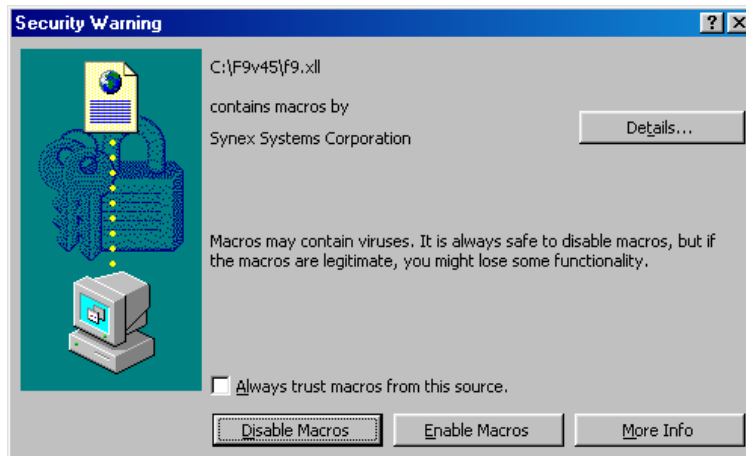 Security Warning
C:\F9v45\f9.xll
contains macros by
Synex Systems Corporation
Details...
Macros may contain viruses. It is always safe to disable macros, but if
the macros are legitimate, you might lose some functionality.
Always trust macros from this source.
Disable Macros Enable Macros More Info